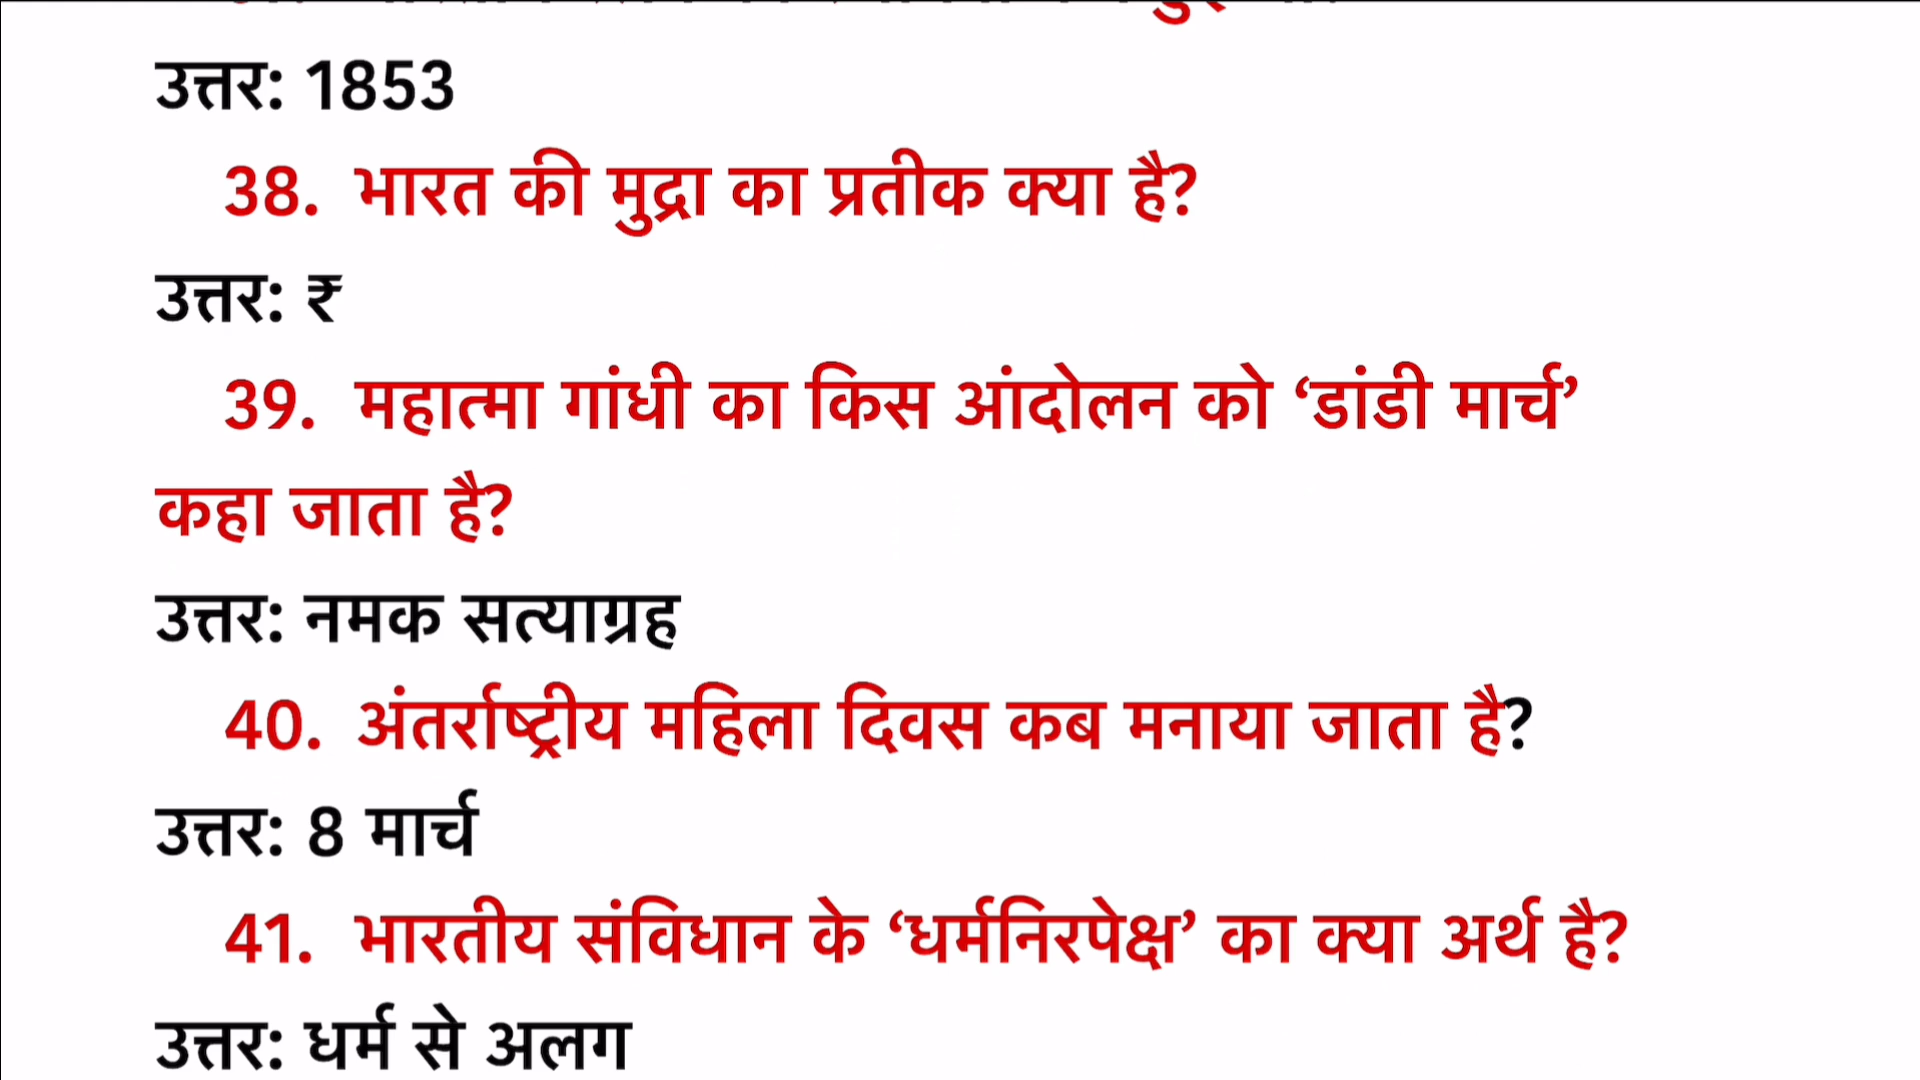 उत्तर: 1853
38. भारत की मुद्रा का प्रतीक क्या है?
उत्तर: ₹
39. महात्मा गांधी का किस आंदोलन को ‘डांडी मार्च’
कहा जाता है?
उत्तर: नमक सत्याग्रह
40. अंतर्राष्ट्रीय महिला दिवस कब मनाया जाता है?
उत्तर: 8 मार्च
41. भारतीय संविधान के ‘धर्मनिरपेक्ष’ का क्या अर्थ है?
उत्तर: धर्म से अलग